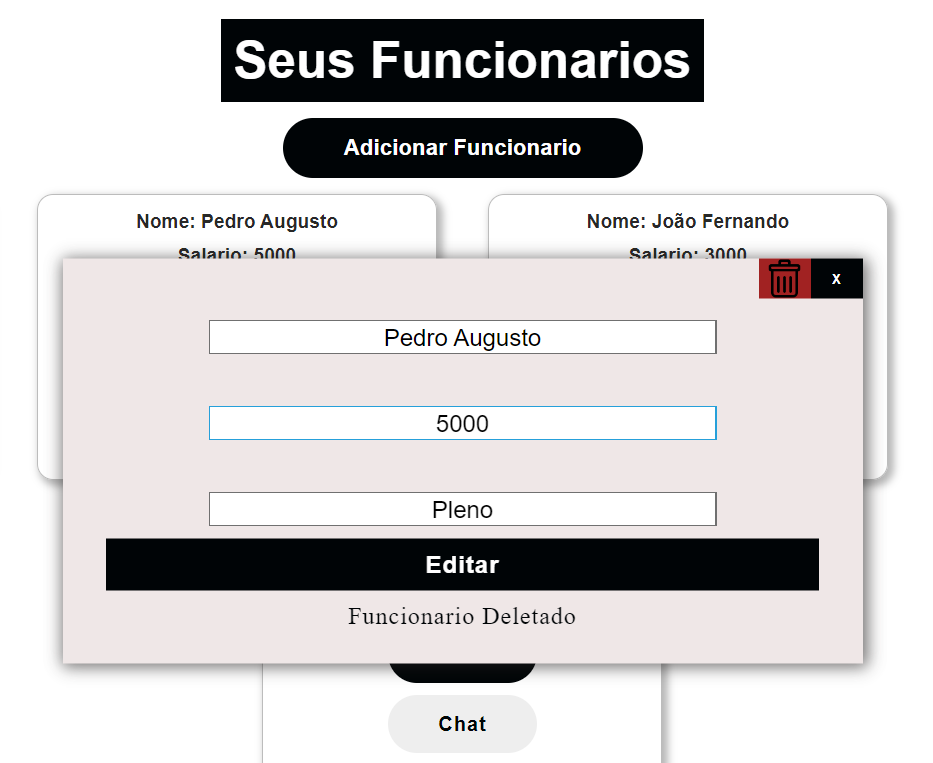 Seus Funcionarios
Adicionar Funcionario
Nome: Pedro Augusto
Salario: 5000
Nome: João Fernando
Salario: 3000
x
Pedro Augusto
5000
Pleno
Editar
Funcionario Deletado
Chat